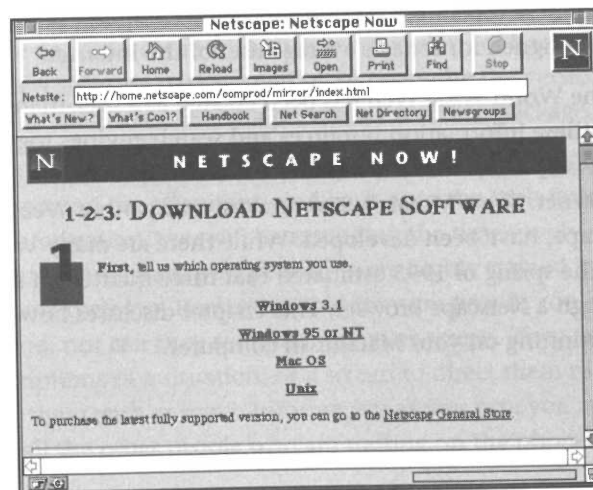 Netscape: Netscape Now
Back Forward Home Reload Images Open Print Find Stop
N
Netsite: http://home.netscape.com/comprod/mirror/index.html
What's New? What's Cool? Handbook Net Search Net Directory Newsgroups
N NETSCAPE NOW!
1-2-3: DOWNLOAD NETSCAPE SOFTWARE
1
First, tell us which operating system you use.
Windows 3.1
Windows 95 or NT
Mac OS
Unix
To purchase the latest fully supported version, you can go to the Netscape General Store.